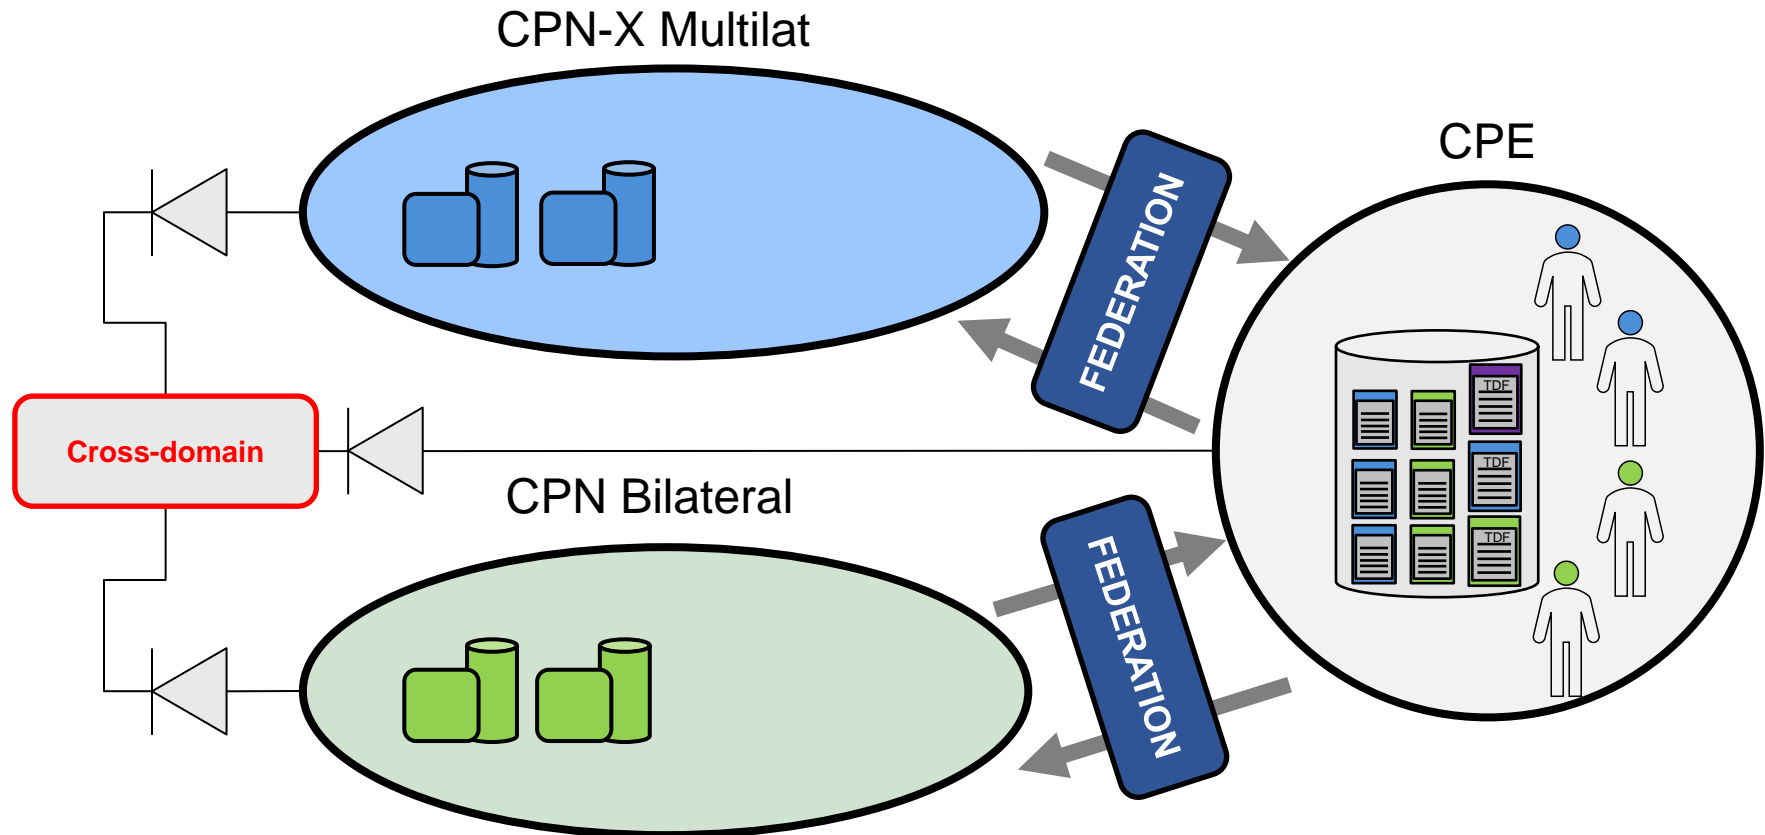 CPN-X Multilat
CPE
FEDERATION
TDF
TDF
TDF
Cross-domain
CPN Bilateral
FEDERATION